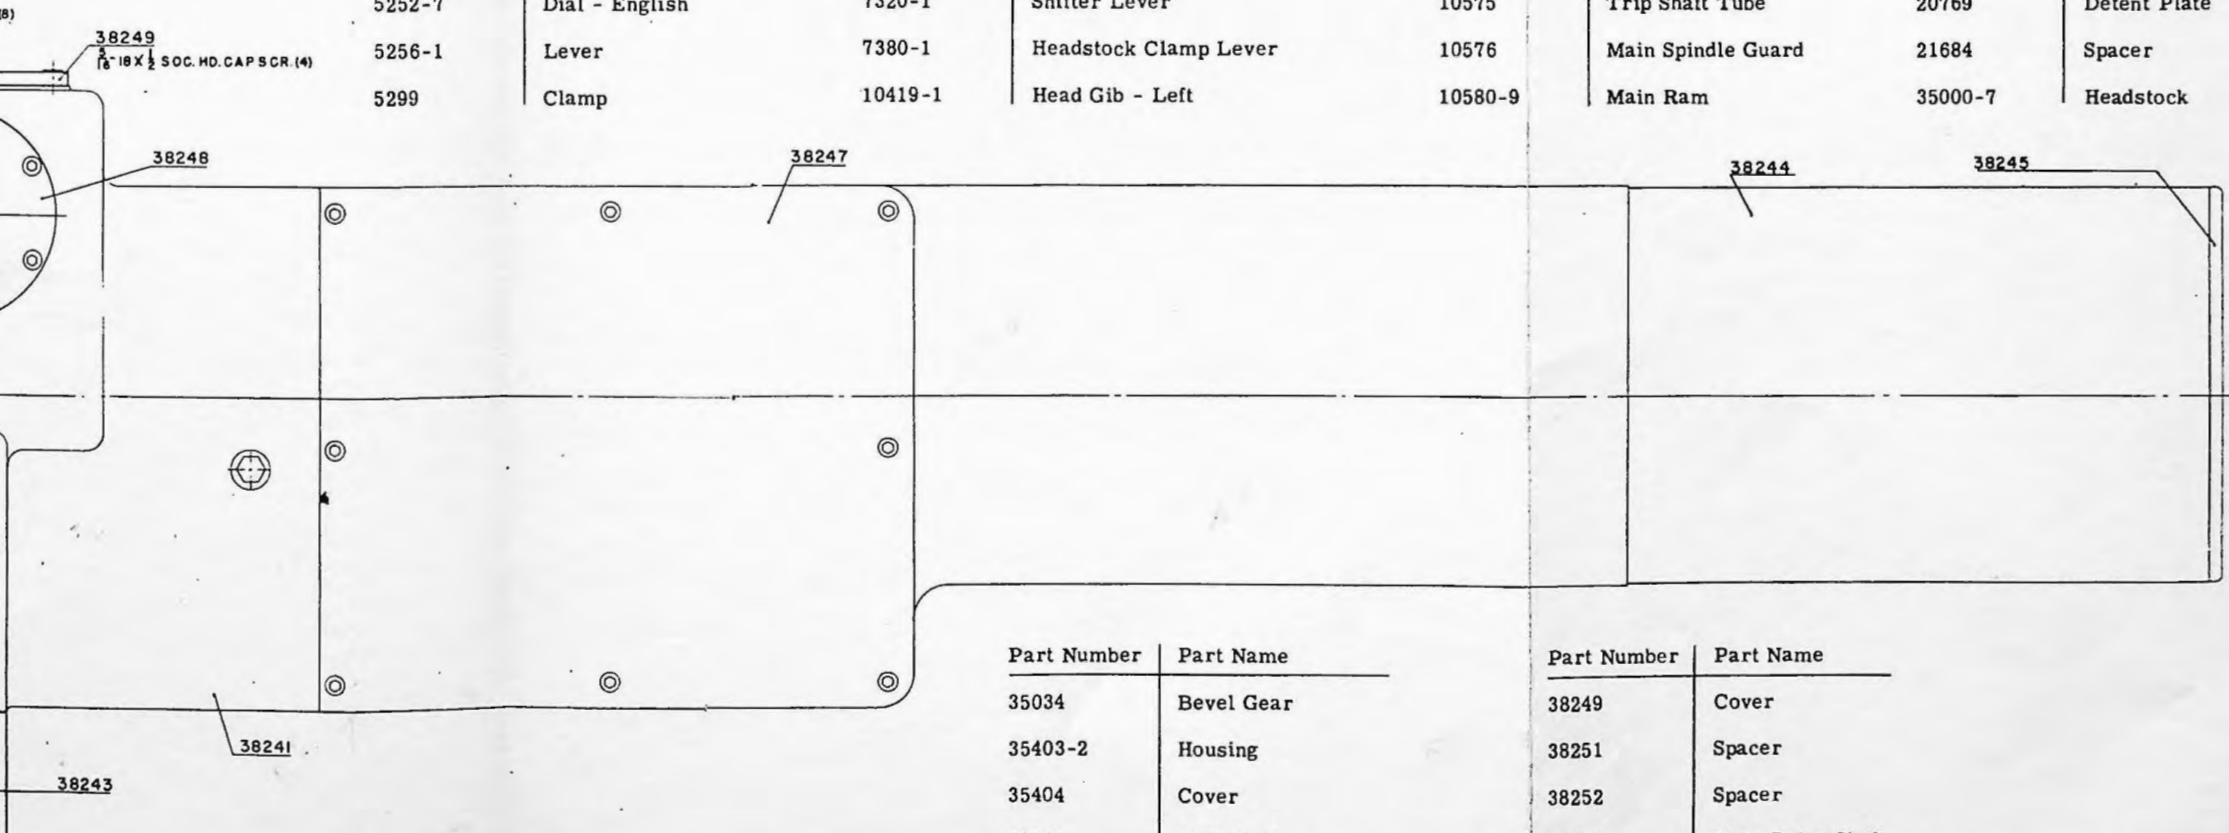 (8)
5252-7 Dial - English 7320-1 Shifter Lever 10575 Trip Shaft Tube 20769 Detent Plate
38249
5/16-18 X 1/2 SOC. HD. CAP SCR. (4)
5256-1 Lever 7380-1 Headstock Clamp Lever 10576 Main Spindle Guard 21684 Spacer
5299 Clamp 10419-1 Head Gib - Left 10580-9 Main Ram 35000-7 Headstock
38248
38247
38244
38245
38241
38243
Part Number Part Name
35034 Bevel Gear
35403-2 Housing
35404 Cover
Part Number Part Name
38249 Cover
38251 Spacer
38252 Spacer